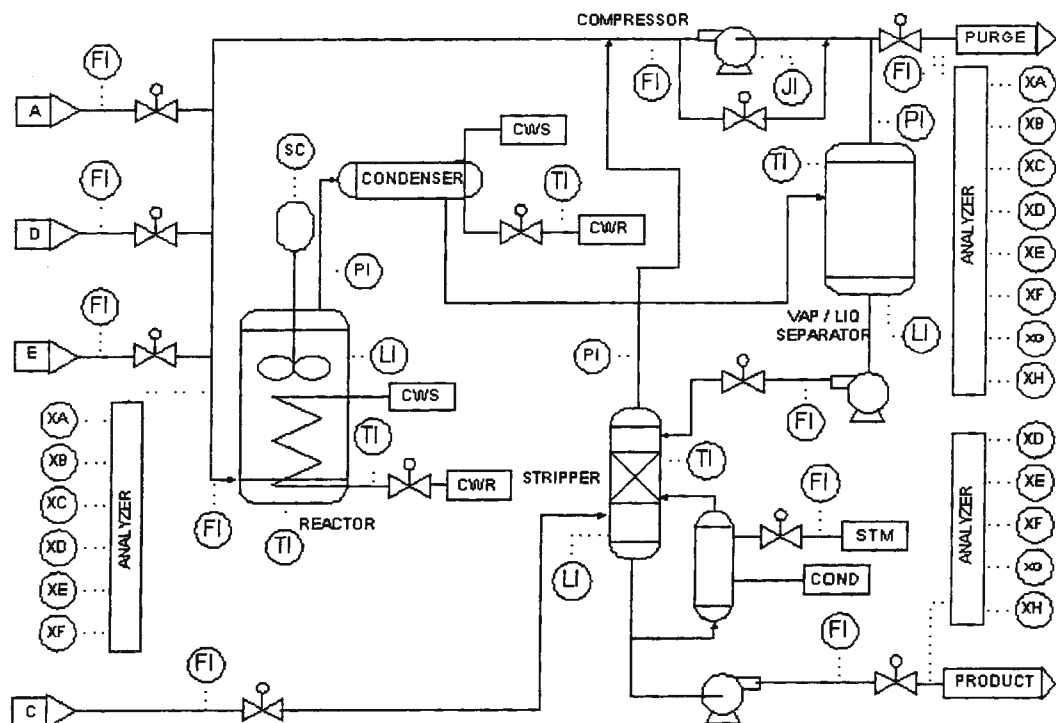 COMPRESSOR
PURGE
FI
FI
FI
JI
A
XA
XB
PI
CWS
SC
TI
XC
CONDENSER
TI
FI
XD
D
CWR
ANALYZER
XE
PI
XF
FI
VAP / LIQ
SEPARATOR
LI
XG
E
LI
PI
XH
CWS
FI
XA
TI
XD
XB
STRIPPER
TI
CWR
XE
XC
ANALYZER
FI
REACTOR
FI
ANALYZER
XF
XD
TI
STM
XG
XE
LI
COND
XH
XF
FI
FI
C
PRODUCT